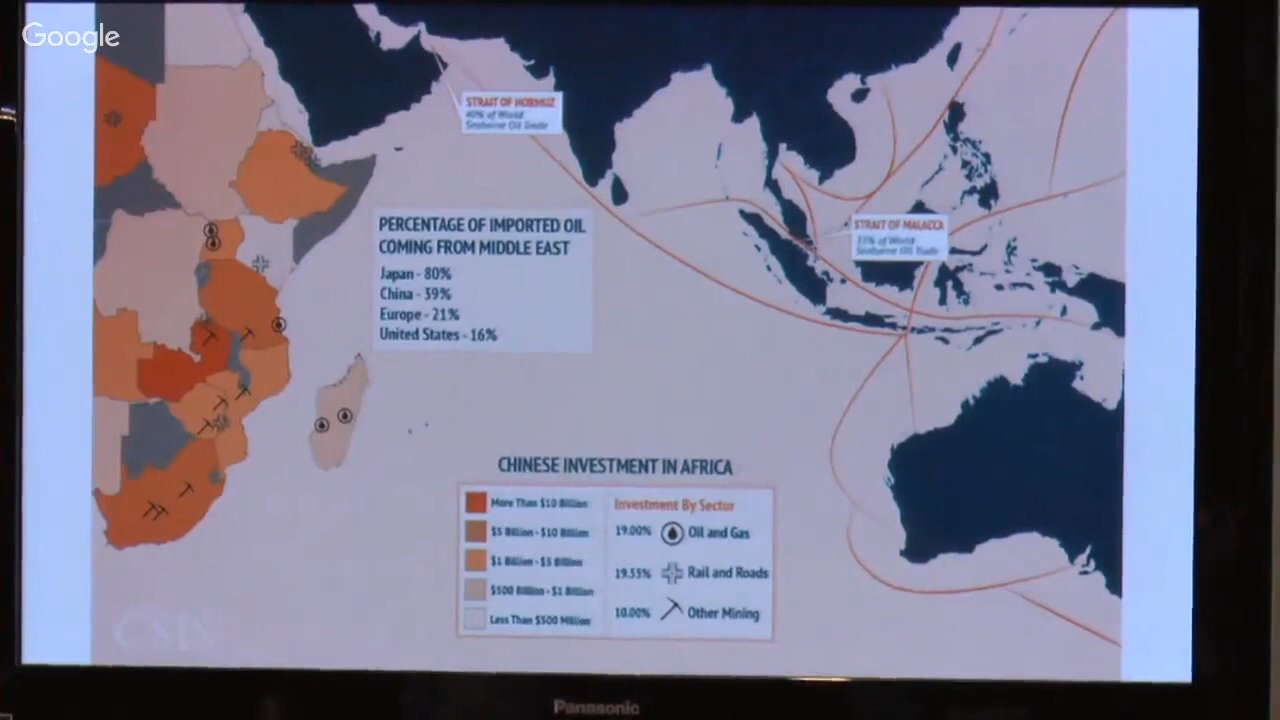 Google
STRAIT OF HORMUZ
40% of World
Seaborne Oil Trade
PERCENTAGE OF IMPORTED OIL
COMING FROM MIDDLE EAST
Japan - 80%
China - 39%
Europe - 21%
United States - 16%
STRAIT OF MALACCA
35% of World
Seaborne Oil Trade
CHINESE INVESTMENT IN AFRICA
More Than $10 Billion
$5 Billion - $10 Billion
$1 Billion - $5 Billion
$500 Billion - $1 Billion
Less Than $500 Million
Investment By Sector
19.00% Oil and Gas
19.53% Rail and Roads
10.00% Other Mining
Panasonic